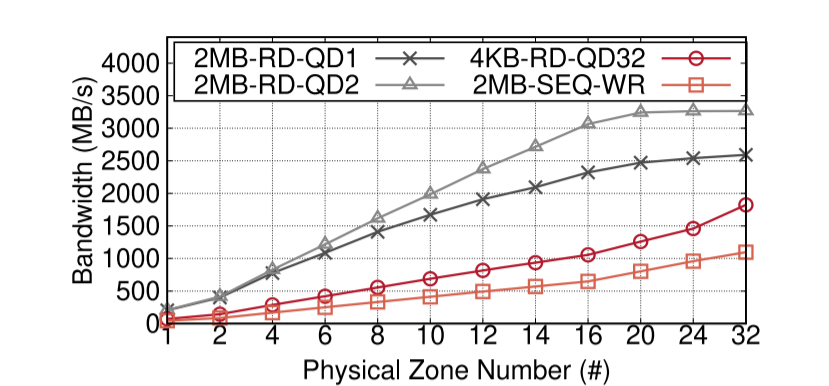 2MB-RD-QD1 4KB-RD-QD32
2MB-RD-QD2 2MB-SEQ-WR
4000
3500
3000
2500
2000
1500
1000
500
0
Bandwidth (MB/s)
1 2 4 6 8 10 12 14 16 20 24 32
Physical Zone Number (#)